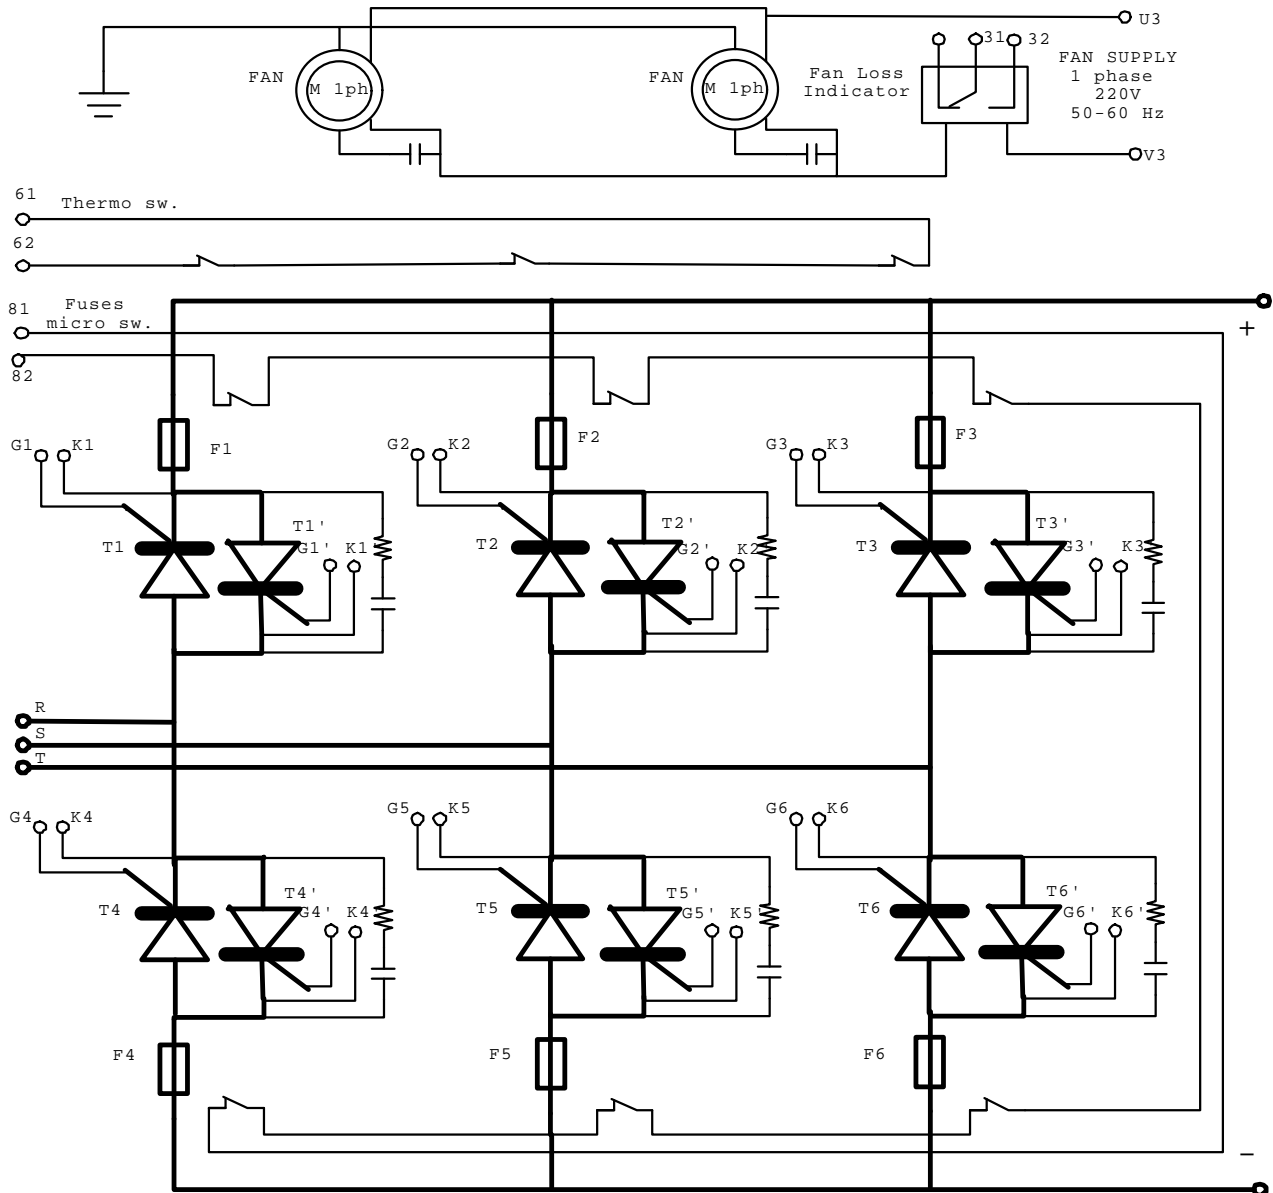 U3
FAN
M 1ph
FAN
M 1ph
Fan Loss
Indicator
31 32
FAN SUPPLY
1 phase
220V
50-60 Hz
V3
61
Thermo sw.
62
81
Fuses
micro sw.
82
+
G1 K1
F1
G2 K2
F2
G3 K3
F3
T1
T1'
G1' K1'
T2
T2'
G2' K2'
T3
T3'
G3' K3'
R
S
T
G4 K4
G5 K5
G6 K6
T4
T4'
G4' K4'
T5
T5'
G5' K5'
T6
T6'
G6' K6'
F4
F5
F6
-